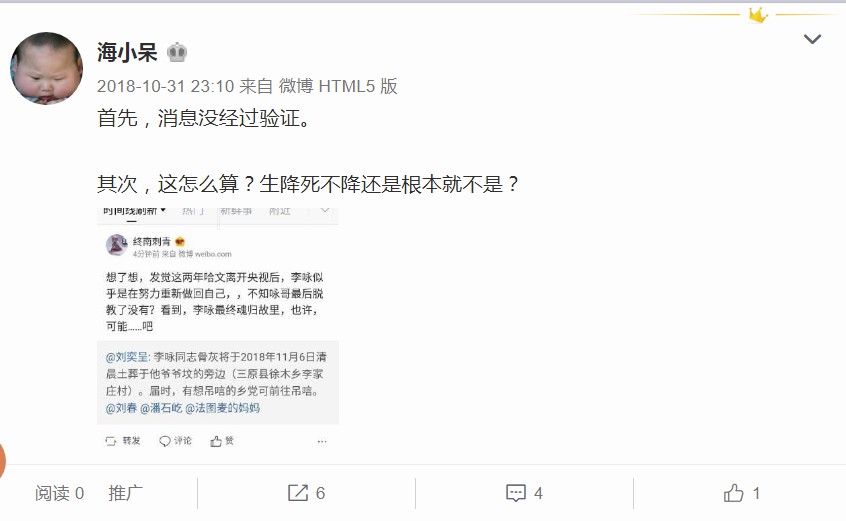 海小呆
2018-10-31 23:10 来自 微博 HTML5 版
首先，消息没经过验证。
其次，这怎么算？生降死不降还是根本就不是？
时间线刷新 热门 新鲜事 附近
终南刺青
4分钟前 来自 微博 weibo.com
想了想，发觉这两年哈文离开央视后，李咏似
乎是在努力重新做回自己，，不知咏哥最后脱
教了没有？看到，李咏最终魂归故里，也许，
可能......吧
@刘奕呈: 李咏同志骨灰将于2018年11月6日清
晨土葬于他爷爷坟的旁边（三原县徐木乡李家
庄村）。届时，有想吊唁的乡党可前往吊唁。
@刘春 @潘石屹 @法图麦的妈妈
转发 评论 赞
阅读 0 推广 6 4 1